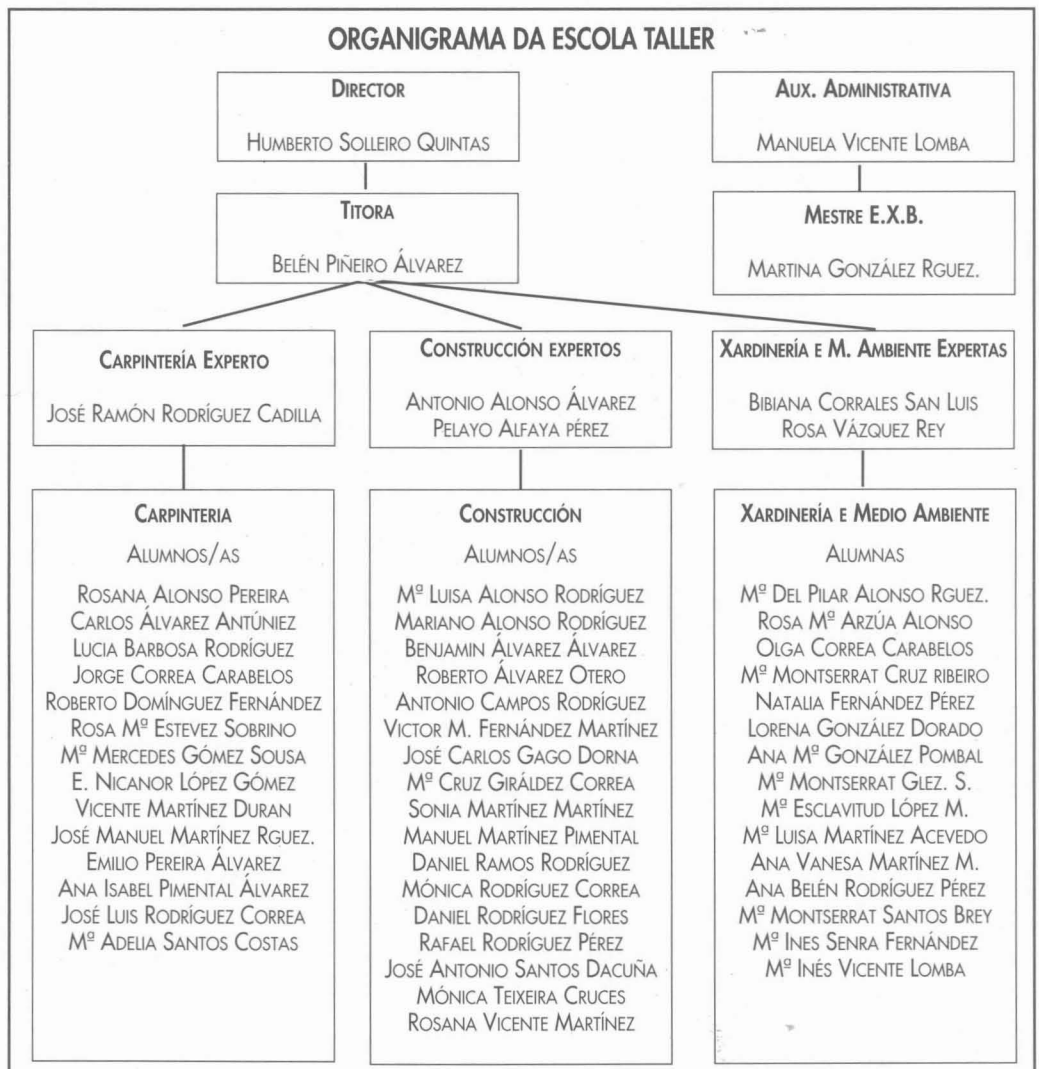 ORGANIGRAMA DA ESCOLA TALLER
DIRECTOR
HUMBERTO SOLLEIRO QUINTAS
AUX. ADMINISTRATIVA
MANUELA VICENTE LOMBA
TITORA
BELÉN PIÑEIRO ÁLVAREZ
MESTRE E.X.B.
MARTINA GONZÁLEZ RGUEZ.
CARPINTERÍA EXPERTO
JOSÉ RAMÓN RODRÍGUEZ CADILLA
CONSTRUCCIÓN EXPERTOS
ANTONIO ALONSO ÁLVAREZ
PELAYO ALFAYA PÉREZ
XARDINERÍA E M. AMBIENTE EXPERTAS
BIBIANA CORRALES SAN LUIS
ROSA VÁZQUEZ REY
CARPINTERIA
ALUMNOS/AS
ROSANA ALONSO PEREIRA
CARLOS ÁLVAREZ ANTÚNIEZ
LUCIA BARBOSA RODRÍGUEZ
JORGE CORREA CARABELOS
ROBERTO DOMÍNGUEZ FERNÁNDEZ
ROSA Mª ESTEVEZ SOBRINO
Mª MERCEDES GÓMEZ SOUSA
E. NICANOR LÓPEZ GÓMEZ
VICENTE MARTÍNEZ DURAN
JOSÉ MANUEL MARTÍNEZ RGUEZ.
EMILIO PEREIRA ÁLVAREZ
ANA ISABEL PIMENTAL ÁLVAREZ
JOSÉ LUIS RODRÍGUEZ CORREA
Mª ADELIA SANTOS COSTAS
CONSTRUCCIÓN
ALUMNOS/AS
Mª LUISA ALONSO RODRÍGUEZ
MARIANO ALONSO RODRÍGUEZ
BENJAMIN ÁLVAREZ ÁLVAREZ
ROBERTO ÁLVAREZ OTERO
ANTONIO CAMPOS RODRÍGUEZ
VICTOR M. FERNÁNDEZ MARTÍNEZ
JOSÉ CARLOS GAGO DORNA
Mª CRUZ GIRÁLDEZ CORREA
SONIA MARTÍNEZ MARTÍNEZ
MANUEL MARTÍNEZ PIMENTAL
DANIEL RAMOS RODRÍGUEZ
MÓNICA RODRÍGUEZ CORREA
DANIEL RODRÍGUEZ FLORES
RAFAEL RODRÍGUEZ PÉREZ
JOSÉ ANTONIO SANTOS DACUÑA
MÓNICA TEIXEIRA CRUCES
ROSANA VICENTE MARTÍNEZ
XARDINERÍA E MEDIO AMBIENTE
ALUMNAS
Mª DEL PILAR ALONSO RGUEZ.
ROSA Mª ARZÚA ALONSO
OLGA CORREA CARABELOS
Mª MONTSERRAT CRUZ RIBEIRO
NATALIA FERNÁNDEZ PÉREZ
LORENA GONZÁLEZ DORADO
ANA Mª GONZÁLEZ POMBAL
Mª MONTSERRAT GLEZ. S.
Mª ESCLAVITUD LÓPEZ M.
Mª LUISA MARTÍNEZ ACEVEDO
ANA VANESA MARTÍNEZ M.
ANA BELÉN RODRÍGUEZ PÉREZ
Mª MONTSERRAT SANTOS BREY
Mª INES SENRA FERNÁNDEZ
Mª INÉS VICENTE LOMBA